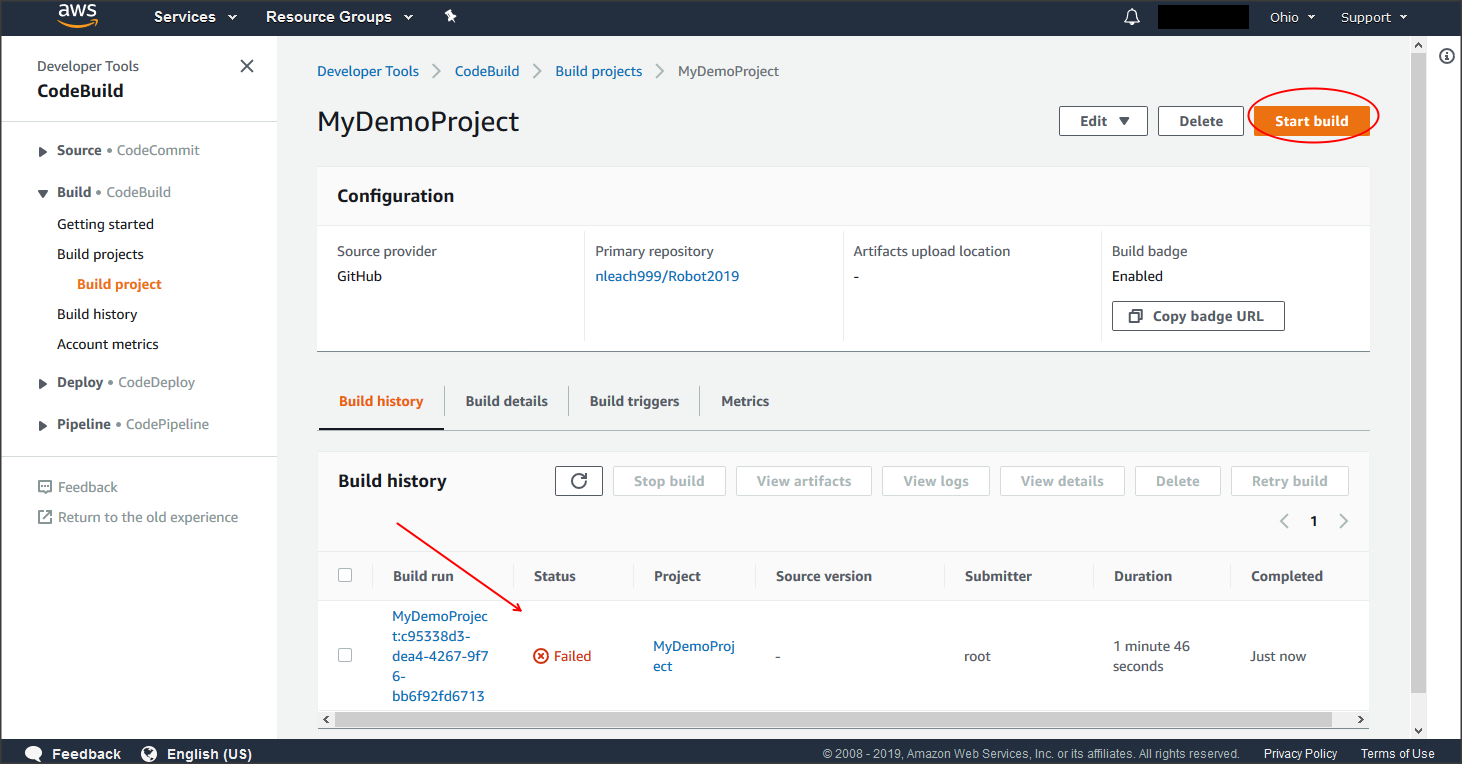 aws Services Resource Groups Ohio Support
Developer Tools
CodeBuild
Source • CodeCommit
Build • CodeBuild
Getting started
Build projects
Build project
Build history
Account metrics
Deploy • CodeDeploy
Pipeline • CodePipeline
Feedback
Return to the old experience
Developer Tools CodeBuild Build projects MyDemoProject
MyDemoProject
Edit Delete Start build
Configuration
Source provider Primary repository Artifacts upload location Build badge
GitHub nleach999/Robot2019 - Enabled
Copy badge URL
Build history Build details Build triggers Metrics
Build history Stop build View artifacts View logs View details Delete Retry build
1
Build run Status Project Source version Submitter Duration Completed
MyDemoProjec
t:c95338d3-
dea4-4267-9f7
6-
bb6f92fd6713
Failed
MyDemoProj
ect
-
root
1 minute 46
seconds
Just now
Feedback English (US) © 2008 - 2019, Amazon Web Services, Inc. or its affiliates. All rights reserved. Privacy Policy Terms of Use